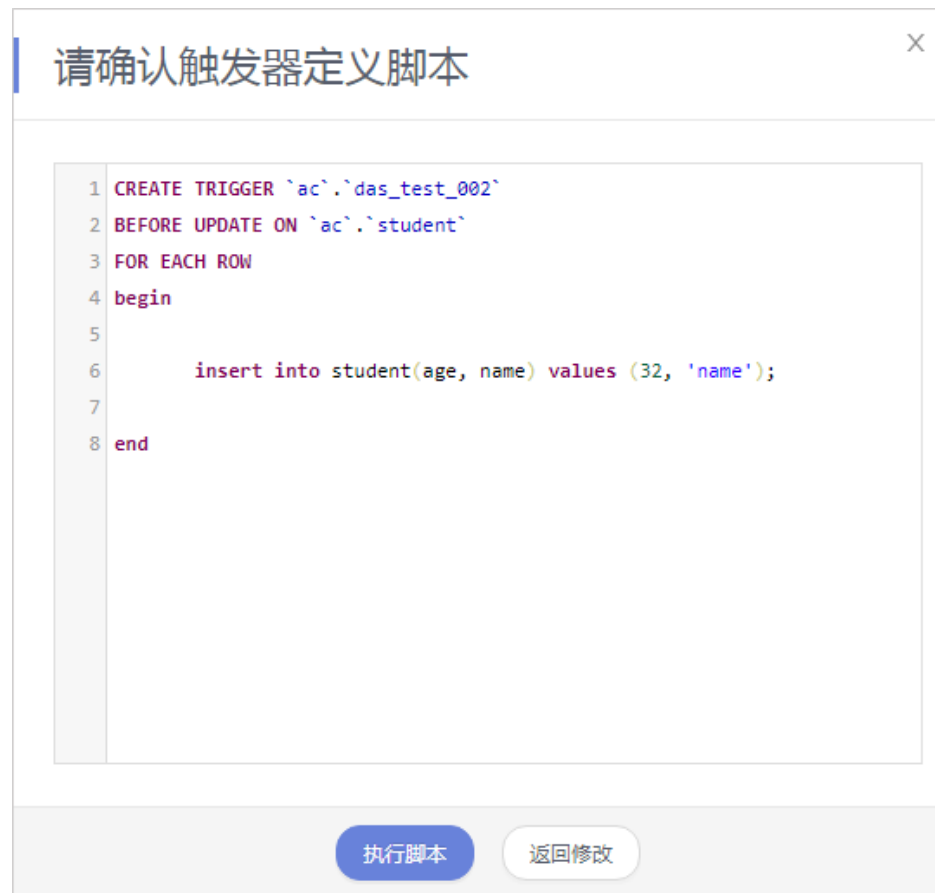 请确认触发器定义脚本
1 CREATE TRIGGER `ac`.`das_test_002`
2 BEFORE UPDATE ON `ac`.`student`
3 FOR EACH ROW
4 begin
5
6 insert into student(age, name) values (32, 'name');
7
8 end
执行脚本
返回修改